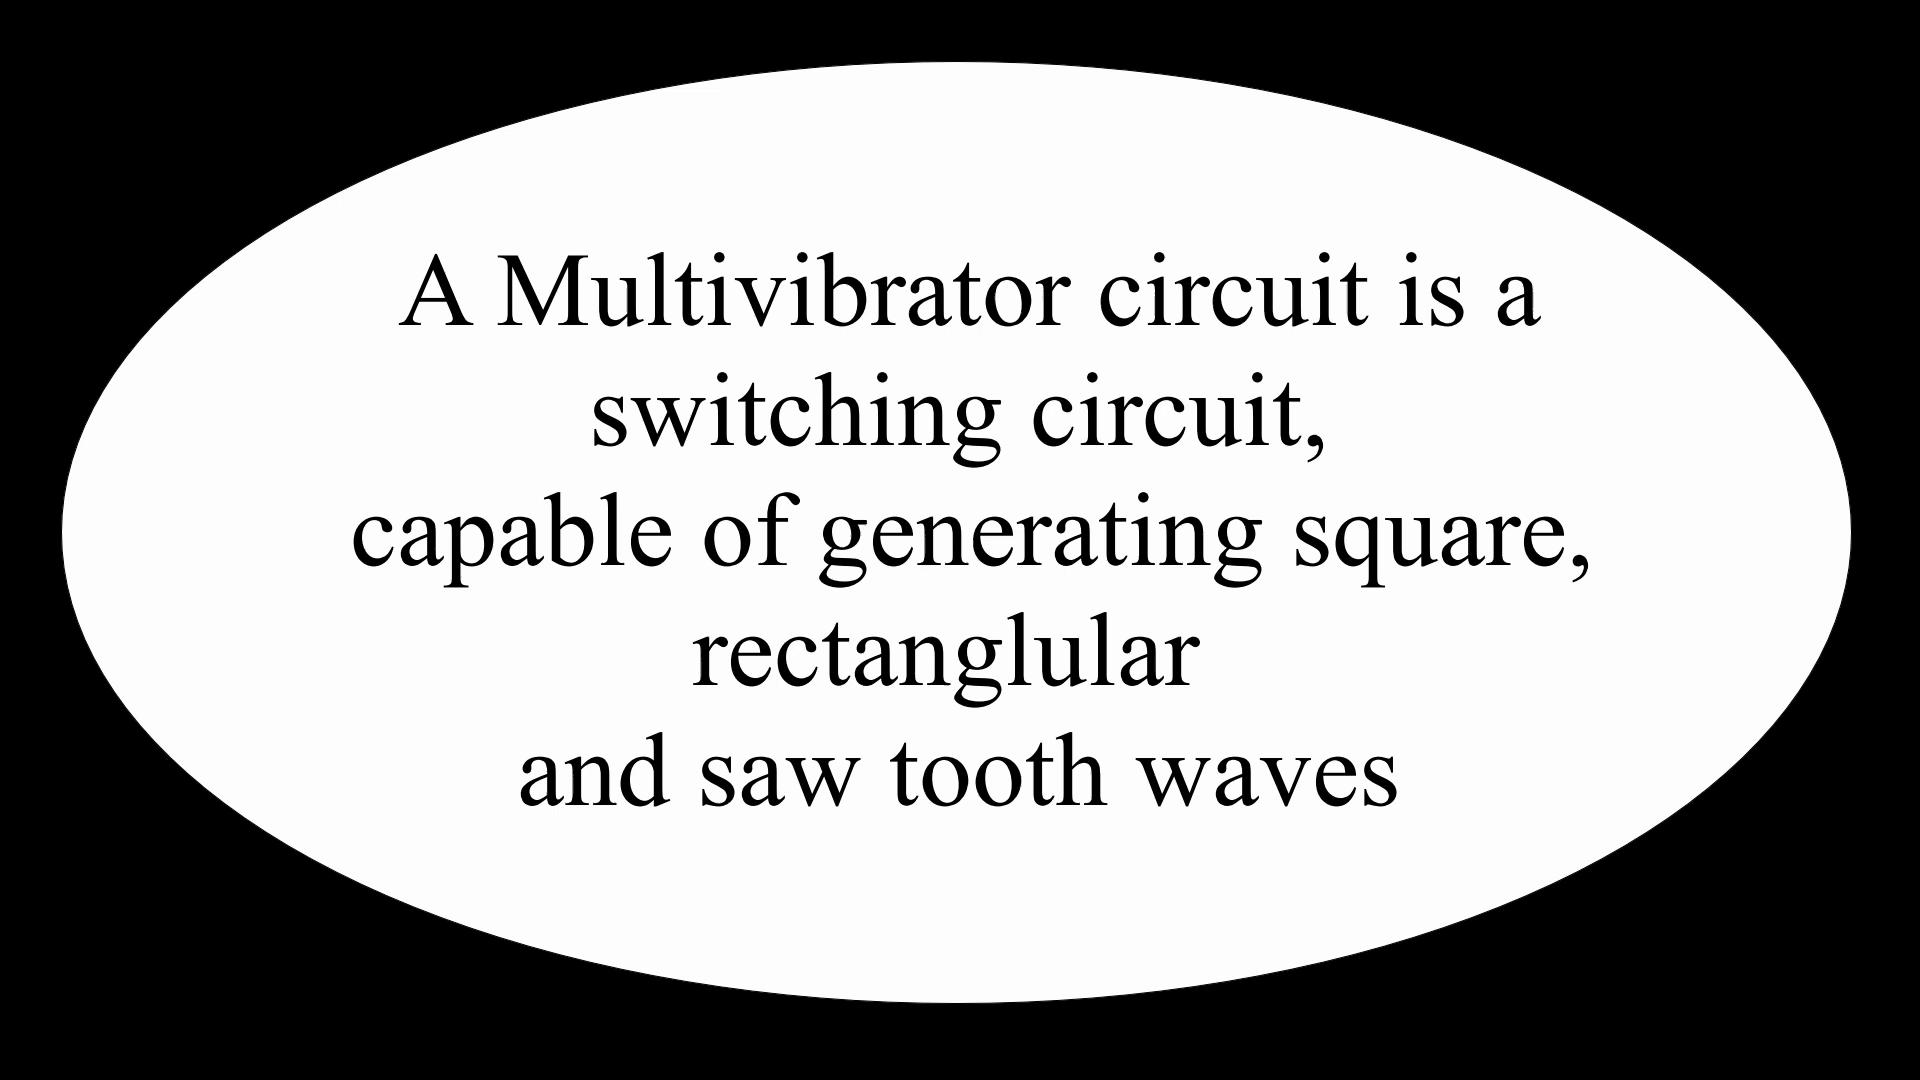 A Multivibrator circuit is a
switching circuit,
capable of generating square,
rectanglular
and saw tooth waves